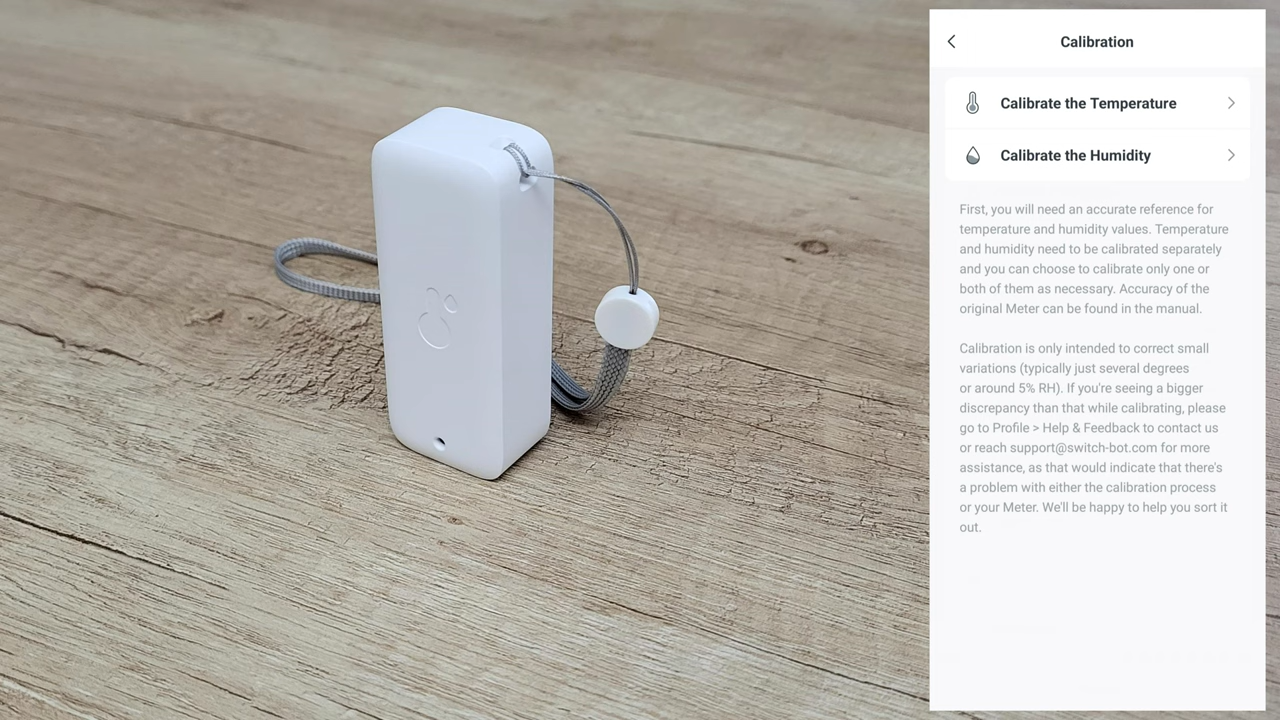 Calibration
Calibrate the Temperature
Calibrate the Humidity
First, you will need an accurate reference for
temperature and humidity values. Temperature
and humidity need to be calibrated separately
and you can choose to calibrate only one or
both of them as necessary. Accuracy of the
original Meter can be found in the manual.
Calibration is only intended to correct small
variations (typically just several degrees
or around 5% RH). If you're seeing a bigger
discrepancy than that while calibrating, please
go to Profile > Help & Feedback to contact us
or reach support@switch-bot.com for more
assistance, as that would indicate that there's
a problem with either the calibration process
or your Meter. We'll be happy to help you sort it
out.